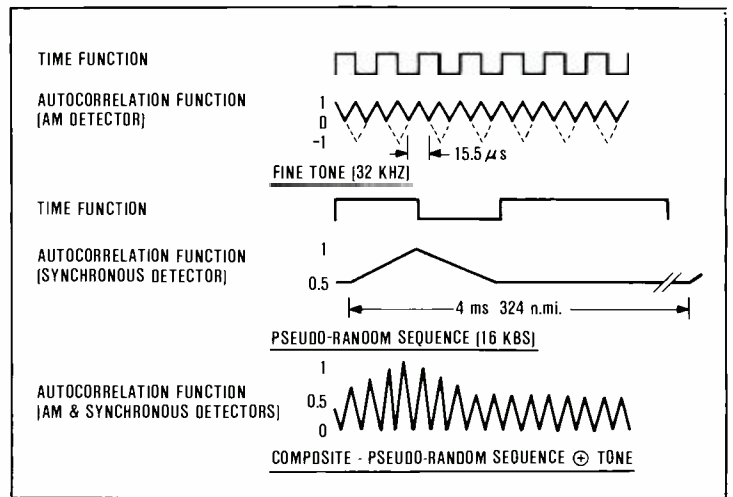 TIME FUNCTION
AUTOCORRELATION FUNCTION
(AM DETECTOR)
1
0
-1
15.5 μs
FINE TONE (32 KHZ)
TIME FUNCTION
AUTOCORRELATION FUNCTION
(SYNCHRONOUS DETECTOR)
1
0.5
4 ms 324 n.mi.
PSEUDO-RANDOM SEQUENCE (16 KBS)
AUTOCORRELATION FUNCTION
(AM & SYNCHRONOUS DETECTORS)
1
0.5
0
COMPOSITE - PSEUDO-RANDOM SEQUENCE ⊕ TONE